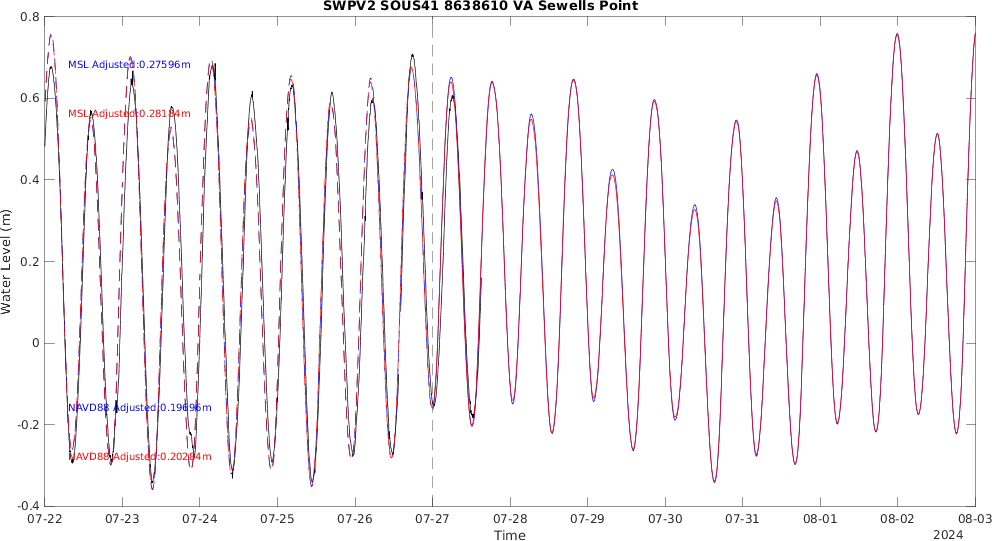 SWPV2 SOUS41 8638610 VA Sewells Point
0.8
0.6
0.4
0.2
0
-0.2
-0.4
Water Level (m)
MSL Adjusted:0.27596m
MSL Adjusted:0.28184m
NAVD88 Adjusted:0.19696m
NAVD88 Adjusted:0.20284m
07-22 07-23 07-24 07-25 07-26 07-27 07-28 07-29 07-30 07-31 08-01 08-02 08-03
Time
2024